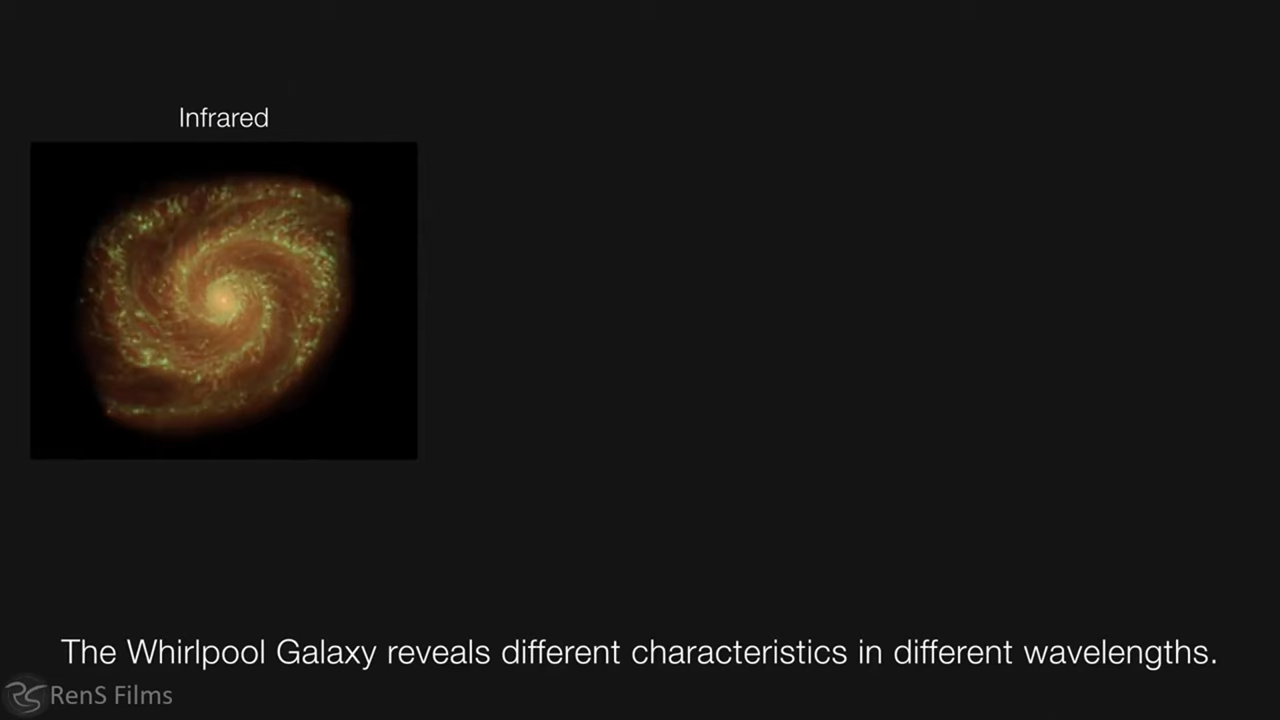 Infrared
The Whirlpool Galaxy reveals different characteristics in different wavelengths.
RenS Films